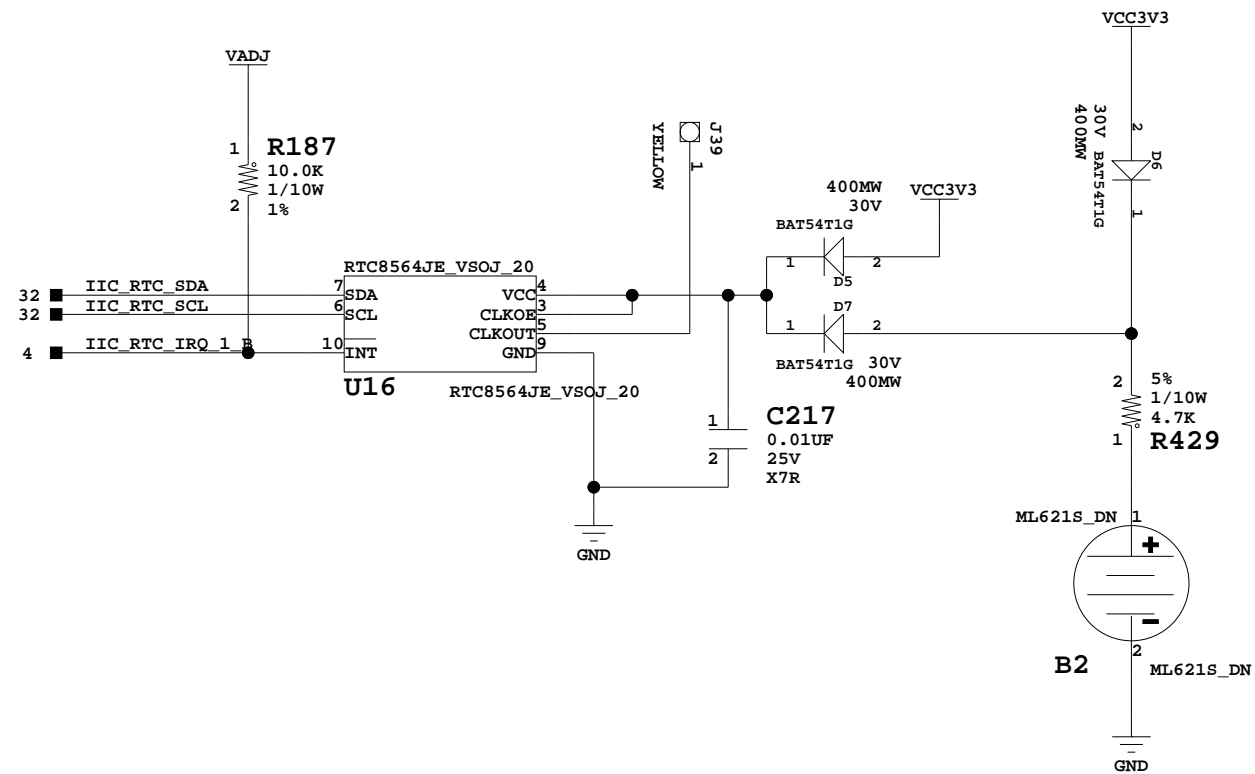 VCC3V3
VADJ
1
R187
10.0K
1/10W
2
1%
J39
YELLOW
1
30V
400MW
BAT54T1G
2
D6
1
400MW
30V
VCC3V3
BAT54T1G
1
2
D5
RTC8564JE_VSOJ_20
32
IIC_RTC_SDA
7
SDA
VCC
4
32
IIC_RTC_SCL
6
SCL
CLKOE
3
CLKOUT
5
4
IIC_RTC_IRQ_1_B
10
INT
GND
9
U16
RTC8564JE_VSOJ_20
D7
1
2
BAT54T1G
30V
400MW
1
C217
0.01UF
2
25V
X7R
GND
2
5%
1/10W
4.7K
1
R429
ML621S_DN
1
+
-
B2
2
ML621S_DN
GND